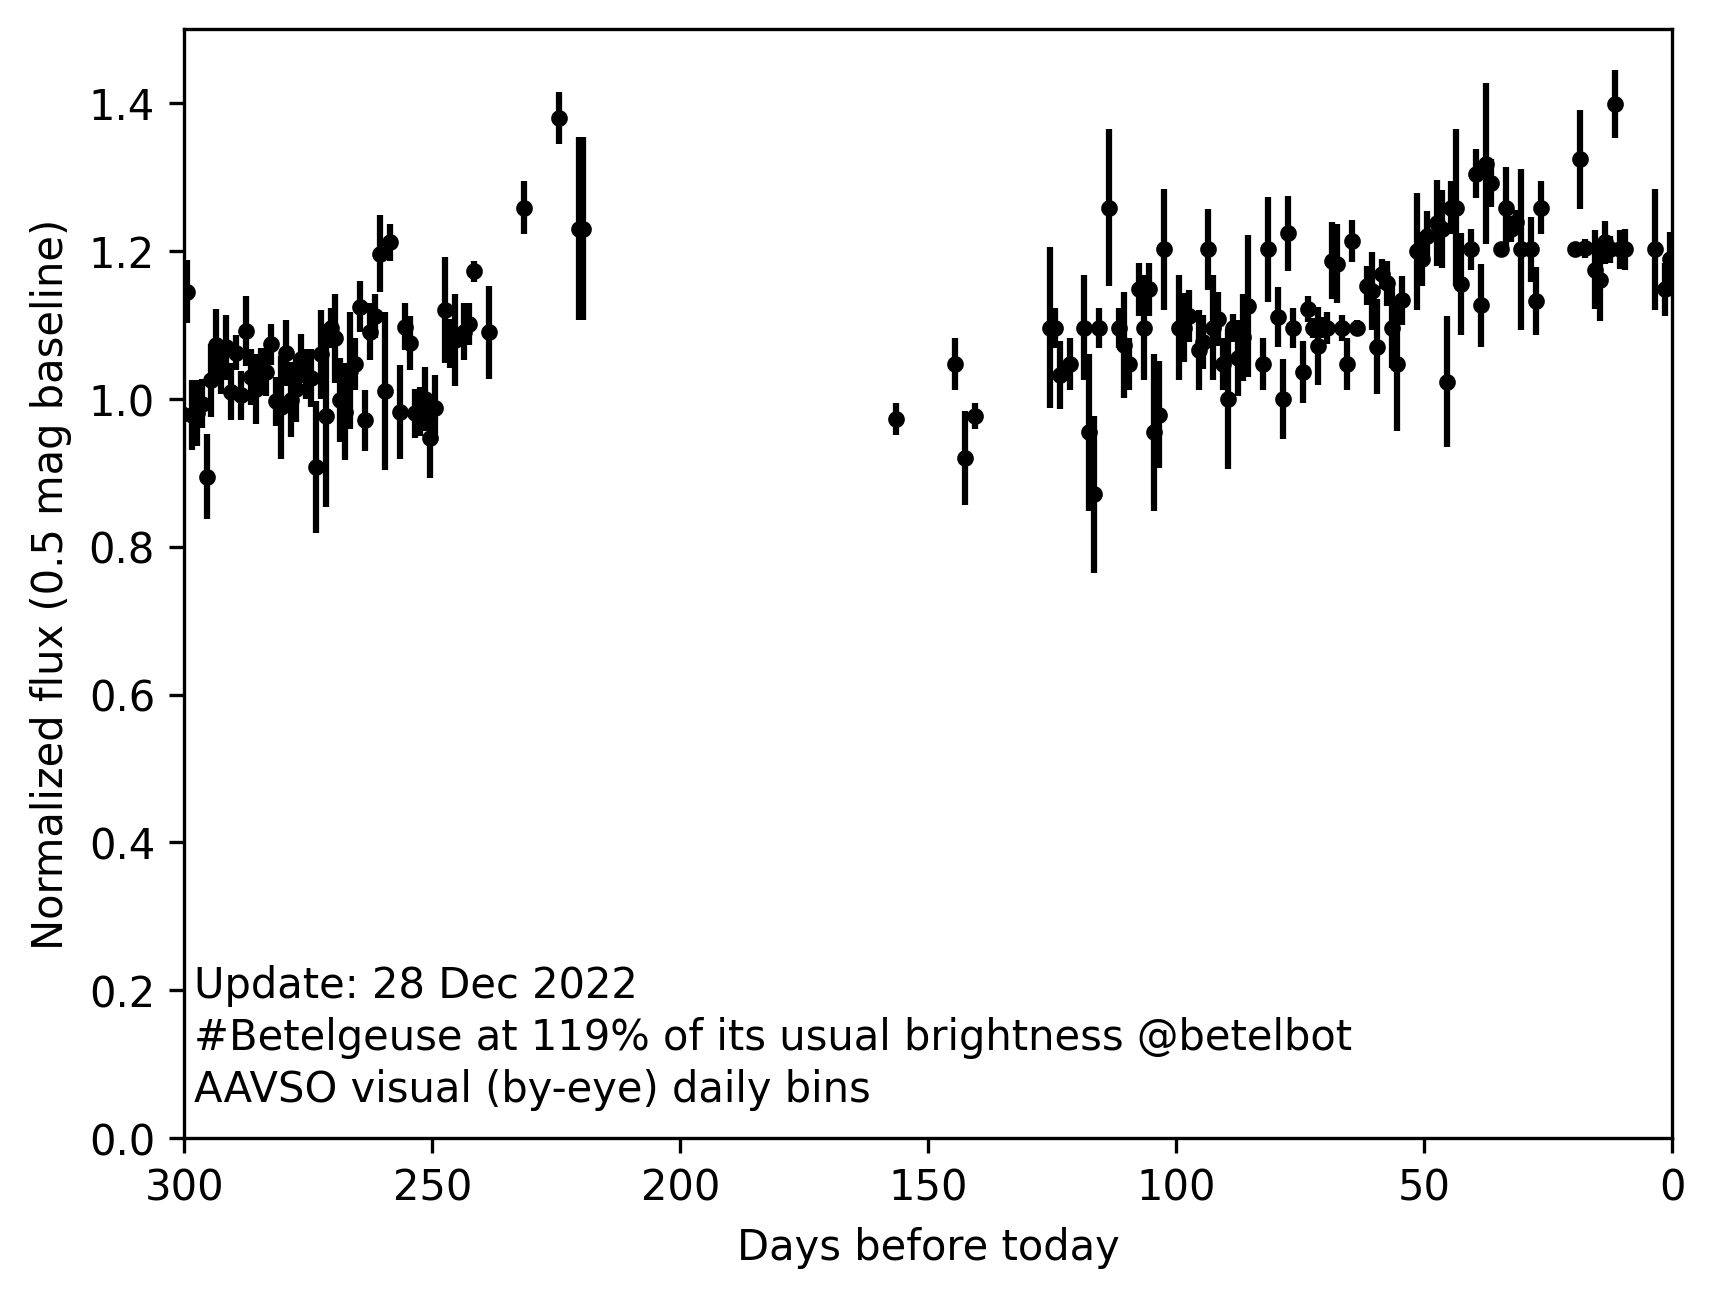 1.4
1.2
1.0
0.8
0.6
0.4
0.2
0.0
Normalized flux (0.5 mag baseline)
Update: 28 Dec 2022
#Betelgeuse at 119% of its usual brightness @betelbot
AAVSO visual (by-eye) daily bins
300 250 200 150 100 50 0
Days before today